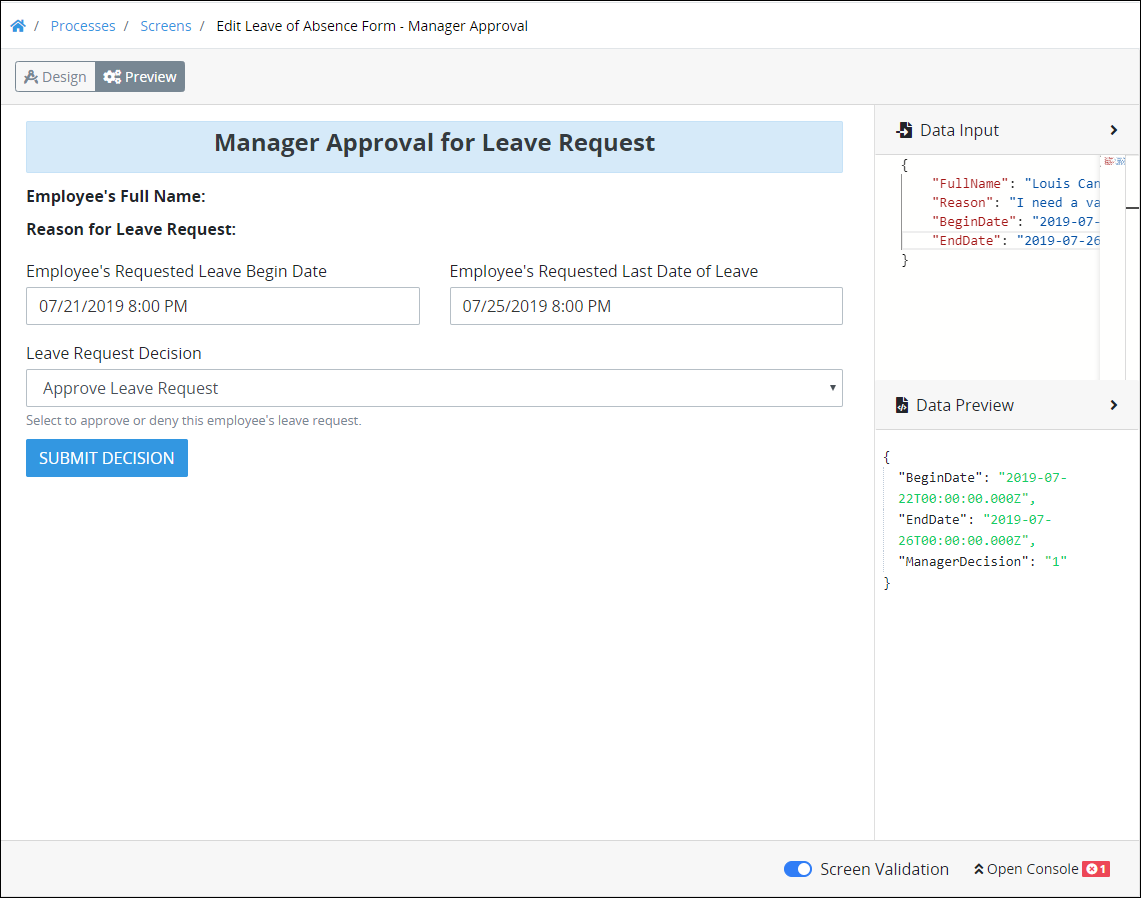 / Processes / Screens / Edit Leave of Absence Form - Manager Approval
Design Preview
Manager Approval for Leave Request
Employee's Full Name:
Reason for Leave Request:
Employee's Requested Leave Begin Date
Employee's Requested Last Date of Leave
07/21/2019 8:00 PM
07/25/2019 8:00 PM
Leave Request Decision
Approve Leave Request
Select to approve or deny this employee's leave request.
SUBMIT DECISION
Data Input
{
"FullName": "Louis Can
"Reason": "I need a va
"BeginDate": "2019-07-
"EndDate": "2019-07-26
}
Data Preview
{
"BeginDate": "2019-07-
22T00:00:00.000Z",
"EndDate": "2019-07-
26T00:00:00.000Z",
"ManagerDecision": "1"
}
Screen Validation
Open Console 1